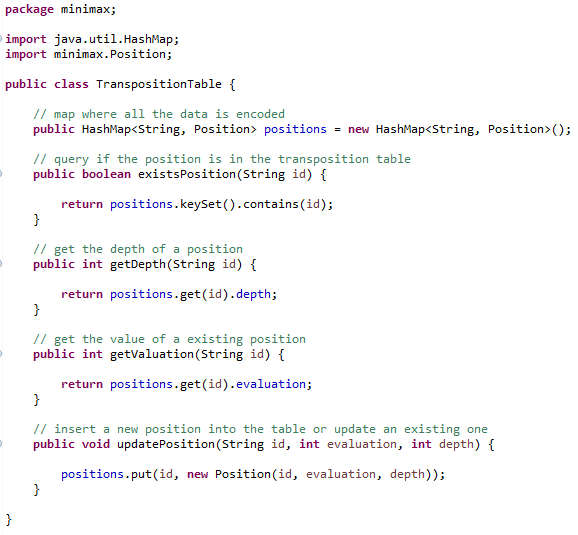 package minimax;
import java.util.HashMap;
import minimax.Position;
public class TranspositionTable {
// map where all the data is encoded
public HashMap<String, Position> positions = new HashMap<String, Position>();
// query if the position is in the transposition table
public boolean existsPosition(String id) {
return positions.keySet().contains(id);
}
// get the depth of a position
public int getDepth(String id) {
return positions.get(id).depth;
}
// get the value of a existing position
public int getValuation(String id) {
return positions.get(id).evaluation;
}
// insert a new position into the table or update an existing one
public void updatePosition(String id, int evaluation, int depth) {
positions.put(id, new Position(id, evaluation, depth));
}
}